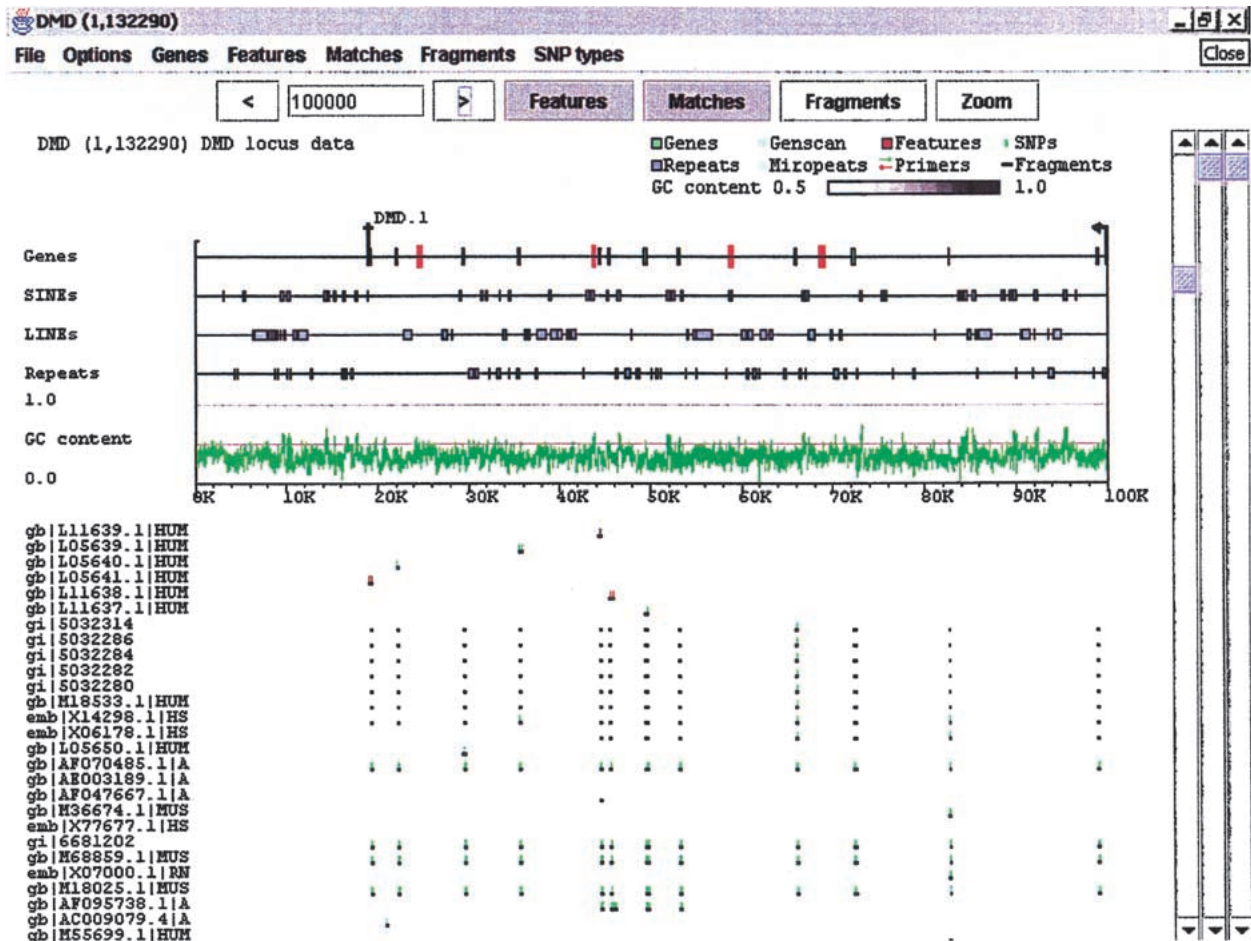 DMD (1,132290)
File Options Genes Features Matches Fragments SNP types Close
< 100000 > Features Matches Fragments Zoom
DMD (1,132290) DMD locus data
Genes Genscan Features SNPs
Repeats Miropeats Primers Fragments
GC content 0.5 1.0
DMD.1
Genes
SINEs
LINEs
Repeats
1.0
GC content
0.0
0K 10K 20K 30K 40K 50K 60K 70K 80K 90K 100K
gb|L11639.1|HUM
gb|L05639.1|HUM
gb|L05640.1|HUM
gb|L05641.1|HUM
gb|L11638.1|HUM
gb|L11637.1|HUM
gi|5032314
gi|5032286
gi|5032284
gi|5032282
gi|5032280
gb|M18533.1|HUM
emb|X14298.1|HS
emb|X06178.1|HS
gb|L05650.1|HUM
gb|AF070485.1|A
gb|AE003189.1|A
gb|AF047667.1|A
gb|M36674.1|MUS
emb|X77677.1|HS
gi|6681202
gb|M68859.1|MUS
emb|X07000.1|RN
gb|M18025.1|MUS
gb|AF095738.1|A
gb|AC009079.4|A
gb|M55699.1|HUM